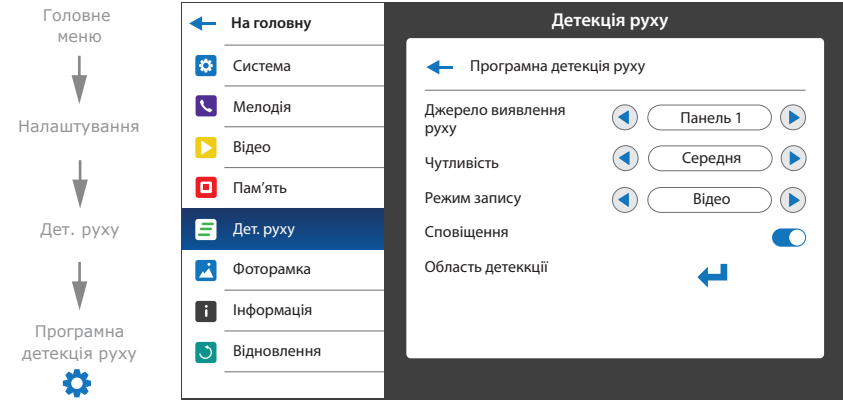 Головне
меню
Налаштування
Дет. руху
Програмна
детекція руху
На головну
Система
Мелодія
Відео
Пам'ять
Дет. руху
Фоторамка
Інформація
Відновлення
Детекція руху
Програмна детекція руху
Джерело виявлення
руху
Панель 1
Чутливість
Середня
Режим запису
Відео
Сповіщення
Область детеккції